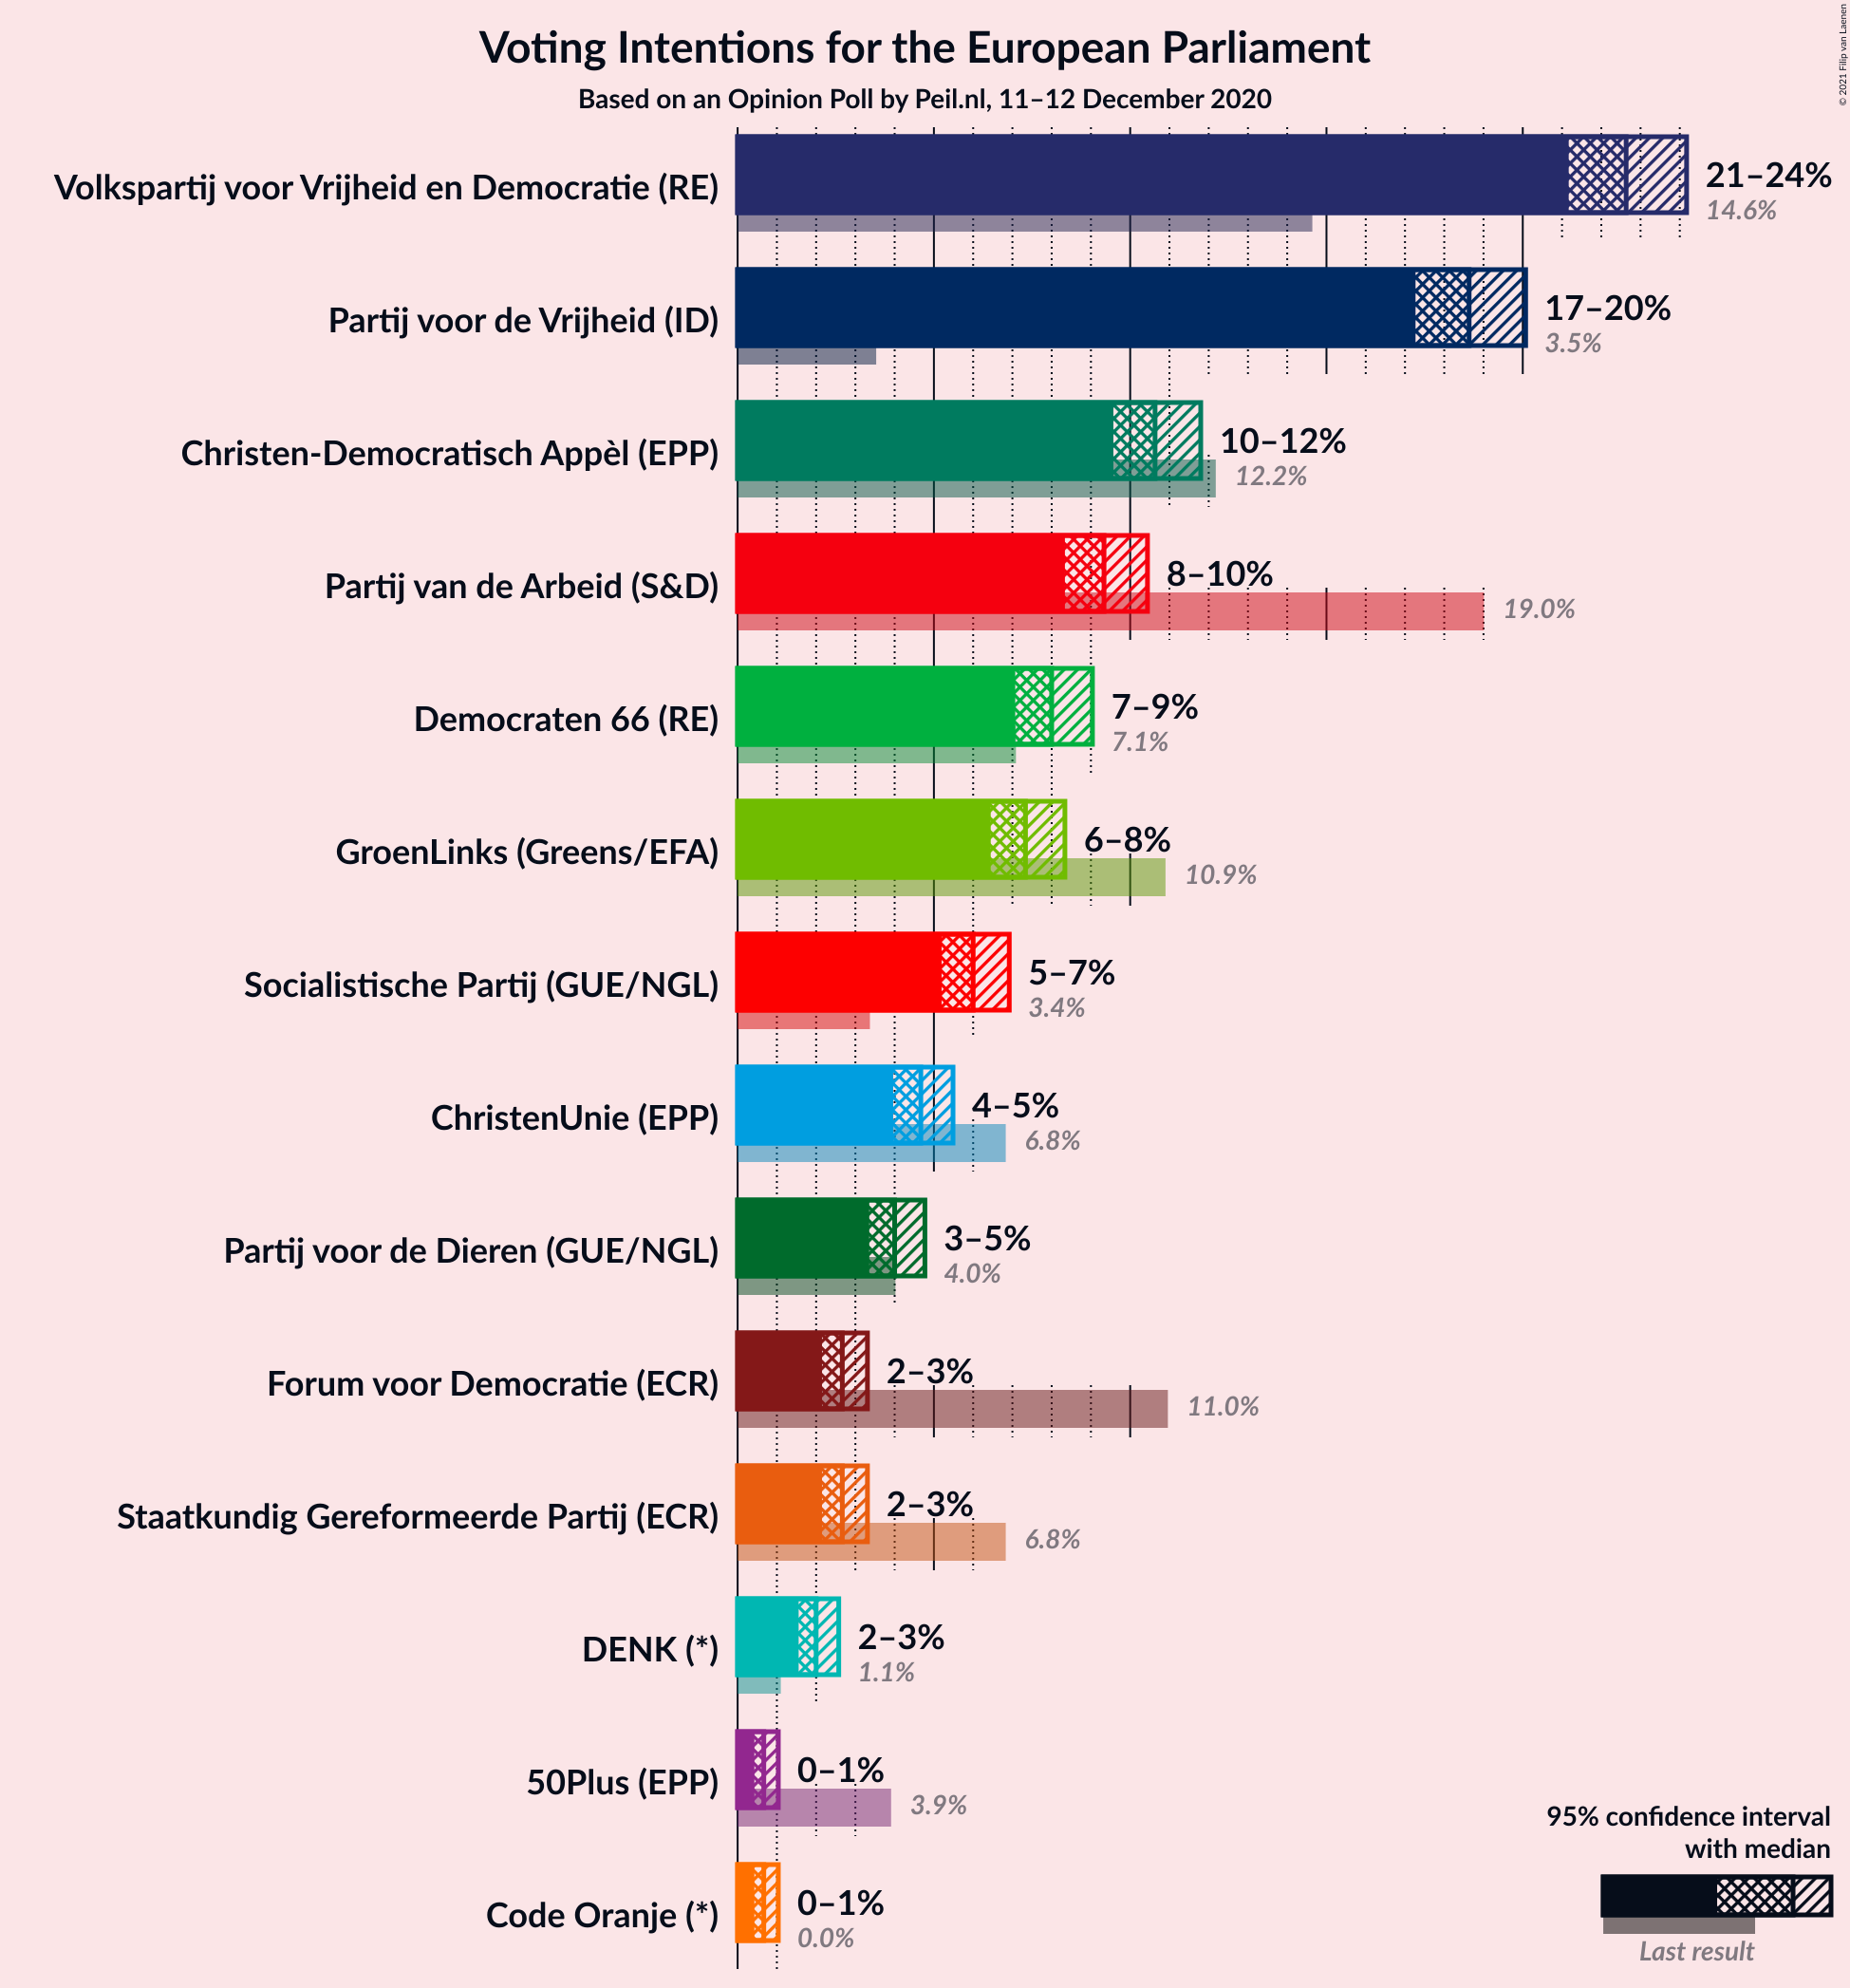 © 2021 Filip van Laenen
Voting Intentions for the European Parliament
Based on an Opinion Poll by Peil.nl, 11–12 December 2020
Volkspartij voor Vrijheid en Democratie (RE)
21–24%
14.6%
Partij voor de Vrijheid (ID)
17–20%
3.5%
Christen-Democratisch Appèl (EPP)
10–12%
12.2%
Partij van de Arbeid (S&D)
8–10%
19.0%
Democraten 66 (RE)
7–9%
7.1%
GroenLinks (Greens/EFA)
6–8%
10.9%
Socialistische Partij (GUE/NGL)
5–7%
3.4%
ChristenUnie (EPP)
4–5%
6.8%
Partij voor de Dieren (GUE/NGL)
3–5%
4.0%
Forum voor Democratie (ECR)
2–3%
11.0%
Staatkundig Gereformeerde Partij (ECR)
2–3%
6.8%
DENK (*)
2–3%
1.1%
50Plus (EPP)
0–1%
3.9%
Code Oranje (*)
0–1%
0.0%
95% confidence interval
with median
Last result